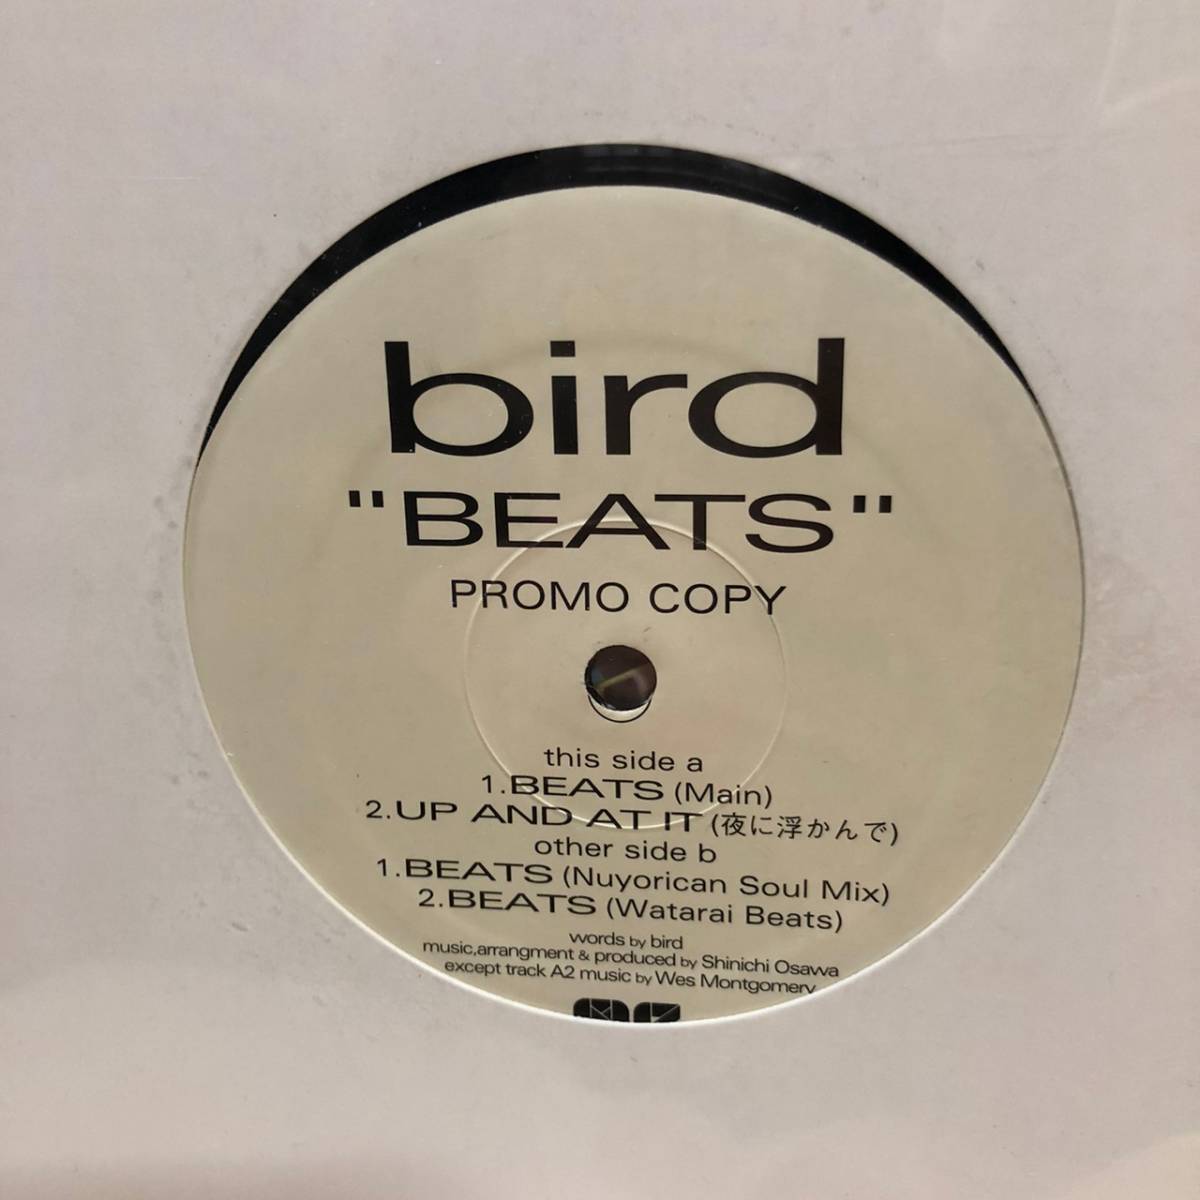 bird
"BEATS"
PROMO COPY
this side a
1.BEATS (Main)
2.UP AND AT IT (夜に浮かんで)
other side b
1.BEATS (Nuyorican Soul Mix)
2.BEATS (Watarai Beats)
words by bird
music,arrangment & produced by Shinichi Osawa
except track A2 music by Wes Montgomery